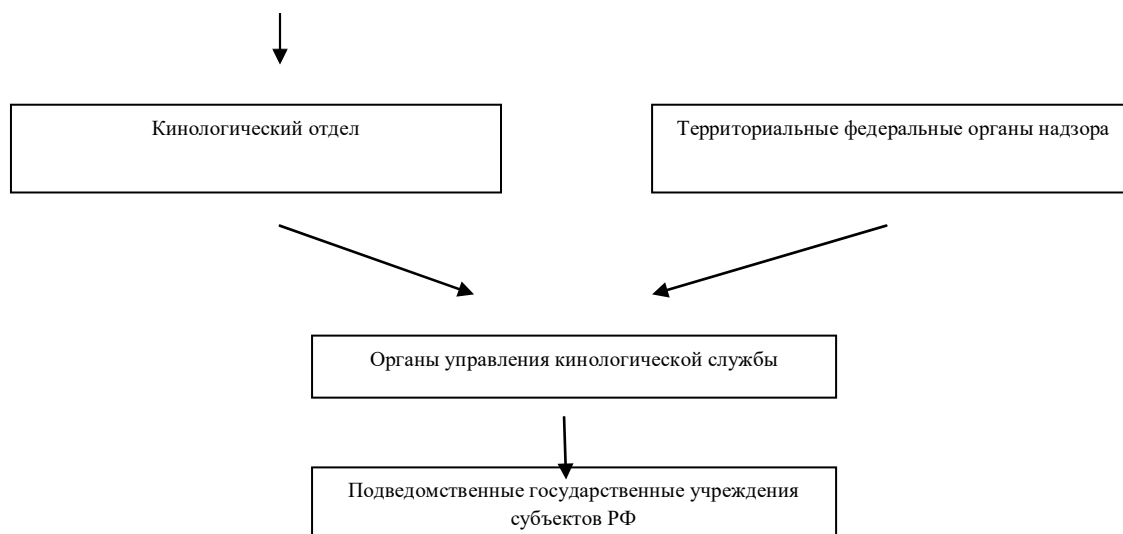 Кинологический отдел
Территориальные федеральные органы надзора
Органы управления кинологической службы
Подведомственные государственные учреждения
субъектов РФ